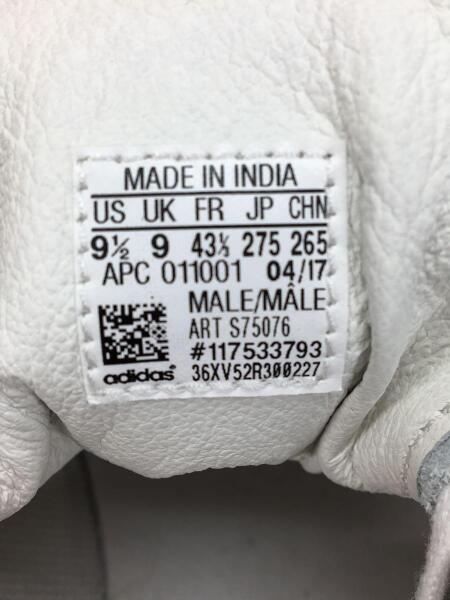 MADE IN INDIA
US UK FR JP CHN
9½ 9 43⅓ 275 265
APC 011001 04/17
MALE/MÂLE
ART S75076
#117533793
adidas® 36XV52R300227